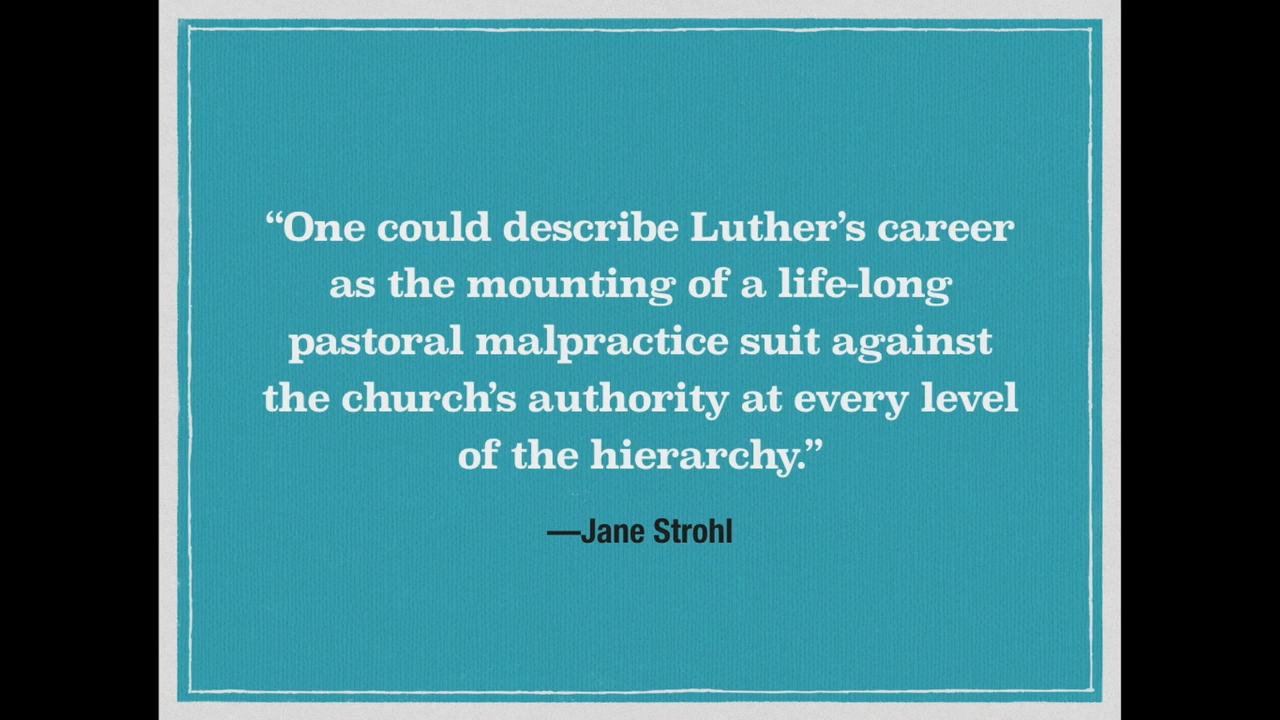 “One could describe Luther’s career
as the mounting of a life-long
pastoral malpractice suit against
the church’s authority at every level
of the hierarchy.”
—Jane Strohl